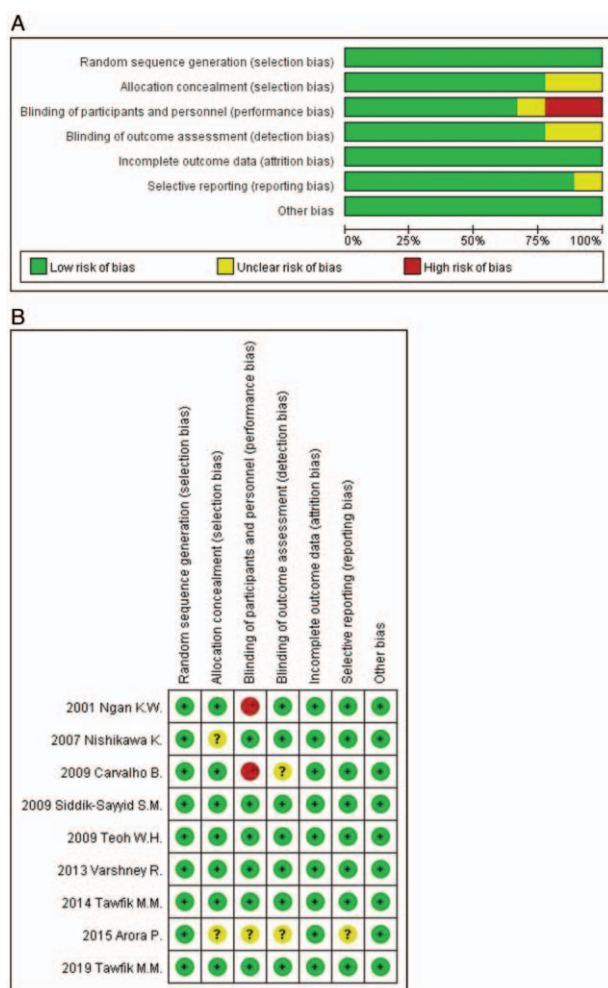 A
Random sequence generation (selection bias)
Allocation concealment (selection bias)
Blinding of participants and personnel (performance bias)
Blinding of outcome assessment (detection bias)
Incomplete outcome data (attrition bias)
Selective reporting (reporting bias)
Other bias
0% 25% 50% 75% 100%
Low risk of bias Unclear risk of bias High risk of bias
B
Random sequence generation (selection bias)
Allocation concealment (selection bias)
Blinding of participants and personnel (performance bias)
Blinding of outcome assessment (detection bias)
Incomplete outcome data (attrition bias)
Selective reporting (reporting bias)
Other bias
2001 Ngan K.W. + + - + + + +
2007 Nishikawa K. + ? + + + + +
2009 Carvalho B. + + - ? + + +
2009 Siddik-Sayyid S.M. + + + + + + +
2009 Teoh W.H. + + + + + + +
2013 Varshney R. + + + + + + +
2014 Tawfik M.M. + + + + + + +
2015 Arora P. + ? ? ? + ? +
2019 Tawfik M.M. + + + + + + +